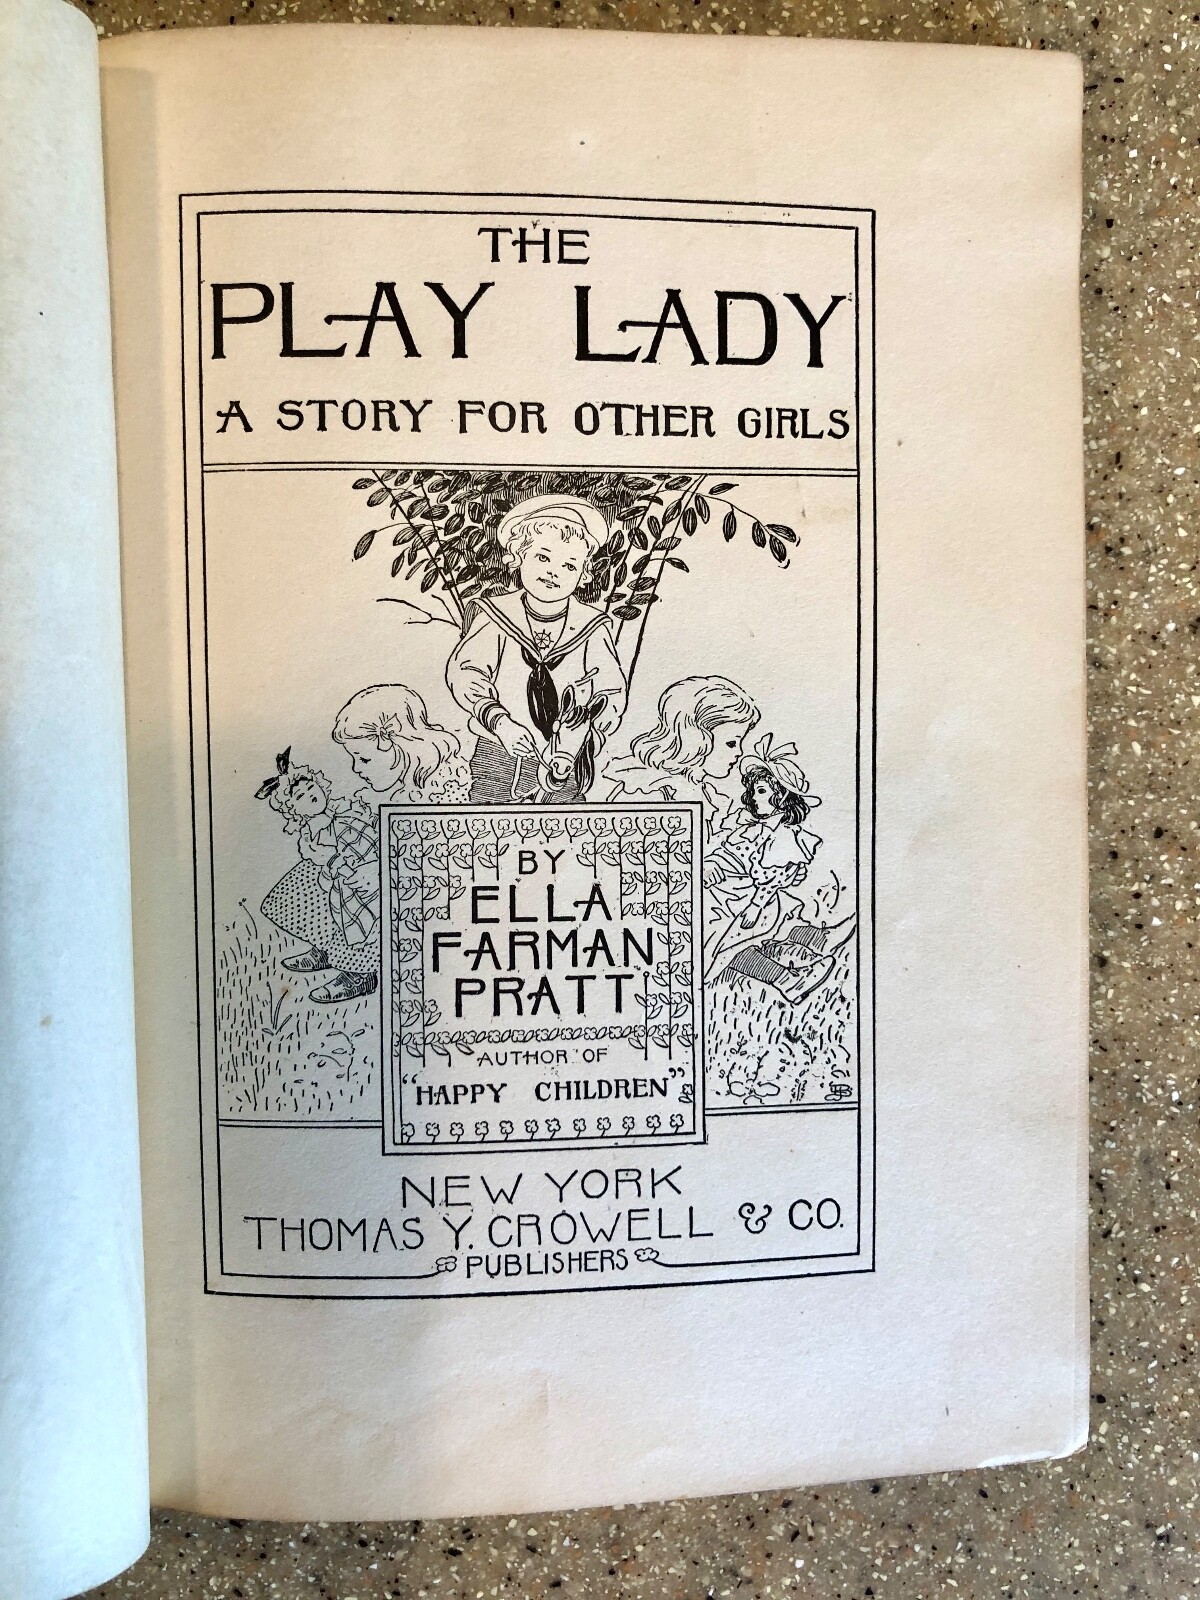 THE
PLAY LADY
A STORY FOR OTHER GIRLS
BY
ELLA
FARMAN
PRATT
AUTHOR OF
"HAPPY CHILDREN"
NEW YORK
THOMAS Y. CROWELL & CO.
PUBLISHERS